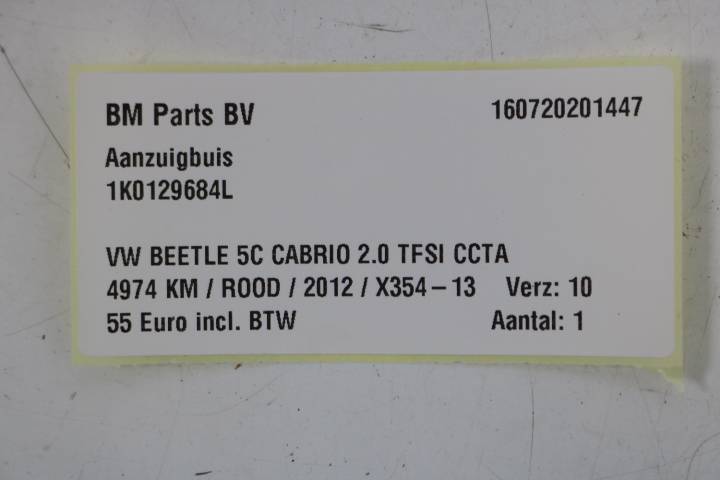 BM Parts BV 160720201447
Aanzuigbuis
1K0129684L
VW BEETLE 5C CABRIO 2.0 TFSI CCTA
4974 KM / ROOD / 2012 / X354-13 Verz: 10
55 Euro incl. BTW Aantal: 1